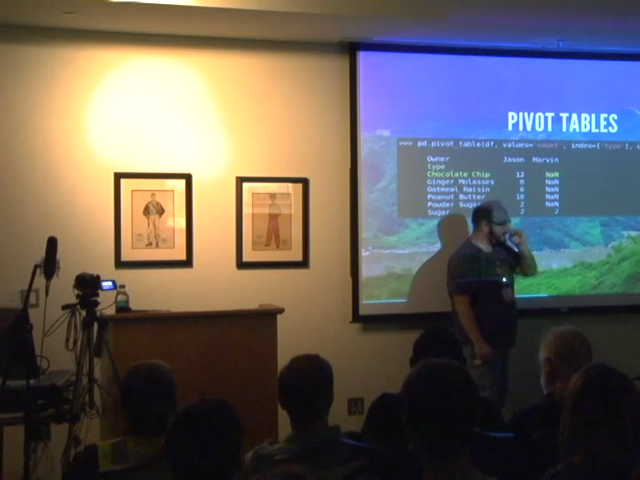 PIVOT TABLES
>>> pd.pivot_table(df, values='count', index=['type'],
Owner Jason Marvin
type
Chocolate Chip 12 NaN
Ginger Molasses 8 NaN
Oatmeal Raisin 6 NaN
Peanut Butter 10 NaN
Powder Sugar 2 NaN
Sugar 2 2